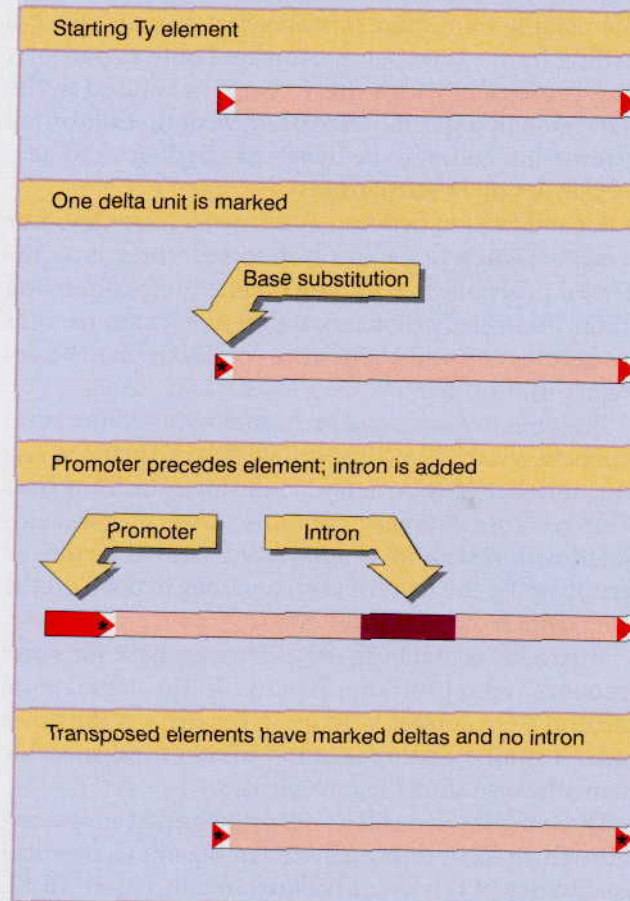 Starting Ty element
One delta unit is marked
Base substitution
Promoter precedes element; intron is added
Promoter
Intron
Transposed elements have marked deltas and no intron